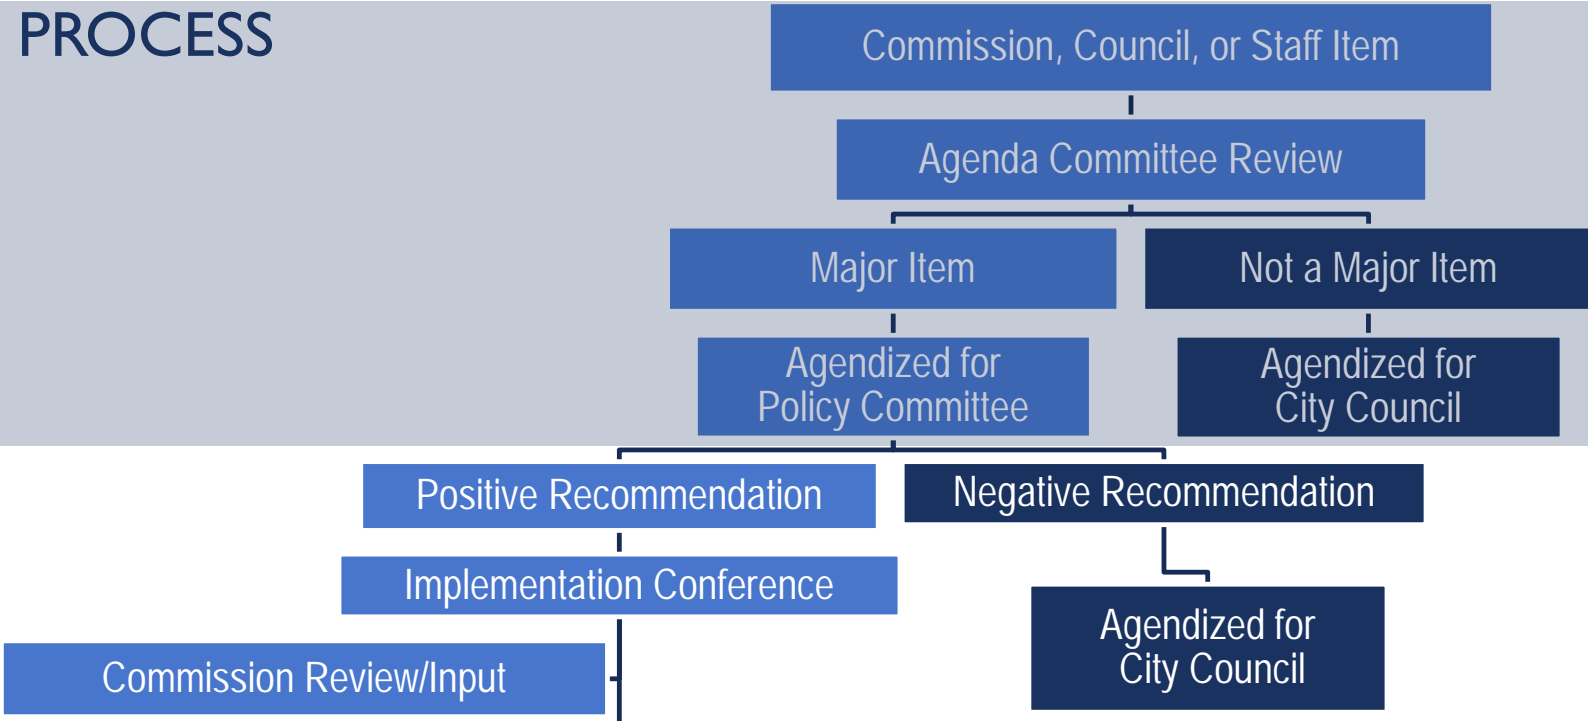 PROCESS
Commission, Council, or Staff Item
Agenda Committee Review
Major Item
Not a Major Item
Agendized for
Policy Committee
Agendized for
City Council
Positive Recommendation
Negative Recommendation
Implementation Conference
Agendized for
City Council
Commission Review/Input